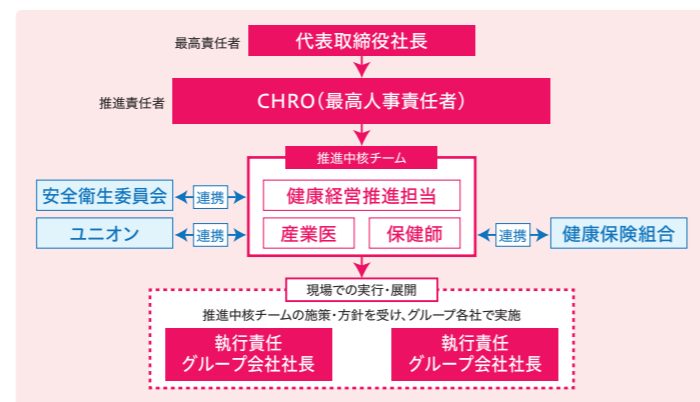 最高責任者
代表取締役社長
推進責任者
CHRO(最高人事責任者)
推進中核チーム
健康経営推進担当
産業医
保健師
安全衛生委員会
連携
ユニオン
連携
連携
健康保険組合
現場での実行・展開
推進中核チームの施策・方針を受け、グループ各社で実施
執行責任
グループ会社社長
執行責任
グループ会社社長